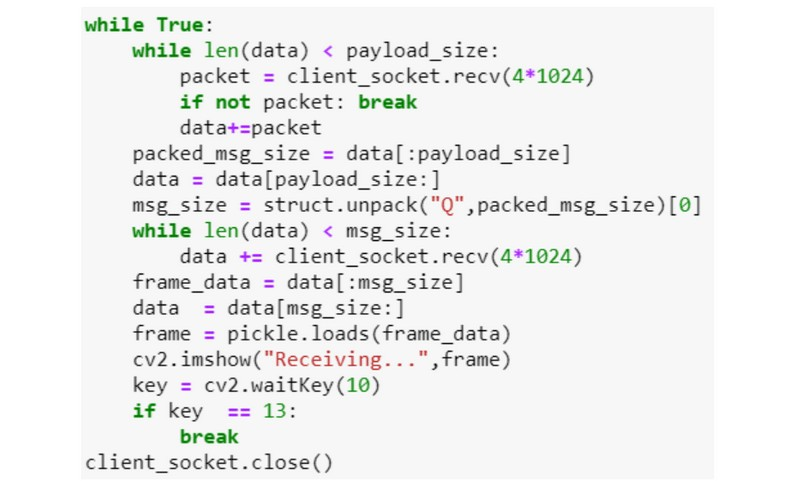 while True:
    while len(data) < payload_size:
        packet = client_socket.recv(4*1024)
        if not packet: break
        data+=packet
    packed_msg_size = data[:payload_size]
    data = data[payload_size:]
    msg_size = struct.unpack("Q",packed_msg_size)[0]
    while len(data) < msg_size:
        data += client_socket.recv(4*1024)
    frame_data = data[:msg_size]
    data  = data[msg_size:]
    frame = pickle.loads(frame_data)
    cv2.imshow("Receiving...",frame)
    key = cv2.waitKey(10)
    if key  == 13:
        break
client_socket.close()